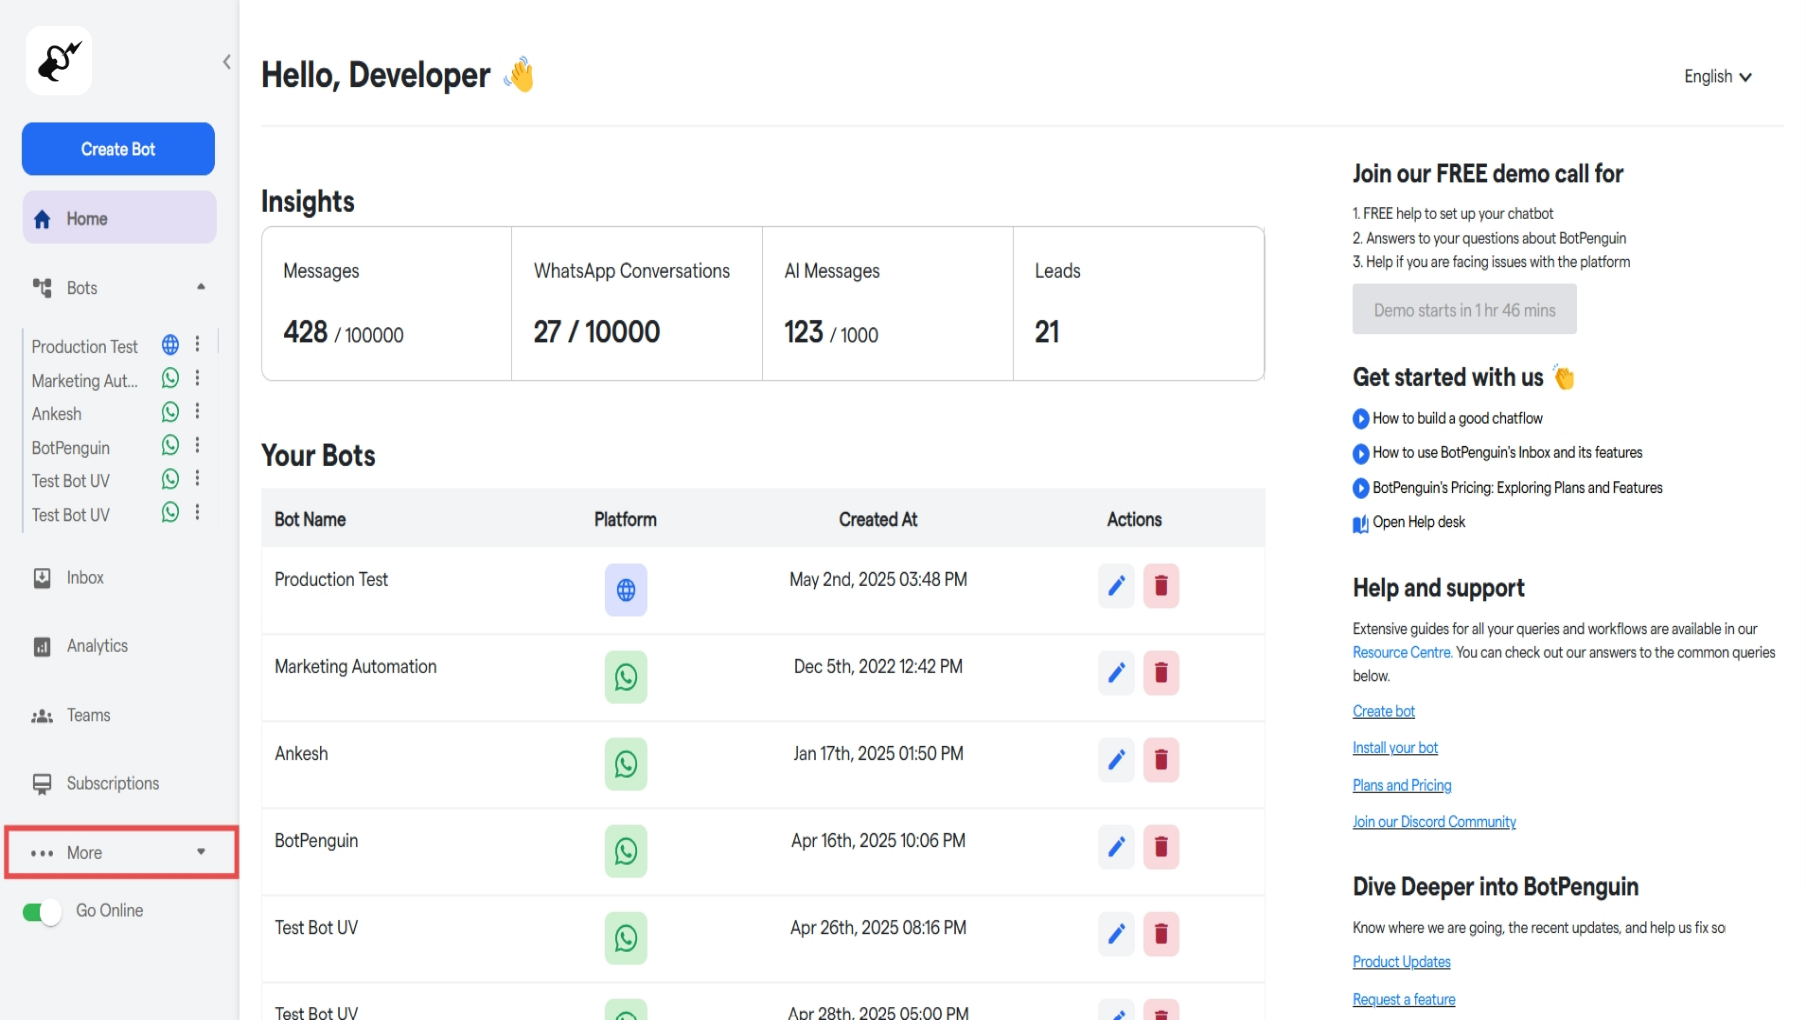 Hello, Developer
English
Create Bot
Home
Bots
Production Test
Marketing Aut...
Ankesh
BotPenguin
Test Bot UV
Test Bot UV
Inbox
Analytics
Teams
Subscriptions
More
Go Online
Insights
Messages
428 / 100000
WhatsApp Conversations
27 / 10000
AI Messages
123 / 1000
Leads
21
Your Bots
Bot Name Platform Created At Actions
Production Test May 2nd, 2025 03:48 PM
Marketing Automation Dec 5th, 2022 12:42 PM
Ankesh Jan 17th, 2025 01:50 PM
BotPenguin Apr 16th, 2025 10:06 PM
Test Bot UV Apr 26th, 2025 08:16 PM
Test Bot UV Apr 28th, 2025 05:00 PM
Join our FREE demo call for
1. FREE help to set up your chatbot
2. Answers to your questions about BotPenguin
3. Help if you are facing issues with the platform
Demo starts in 1 hr 46 mins
Get started with us
How to build a good chatflow
How to use BotPenguin's Inbox and its features
BotPenguin's Pricing: Exploring Plans and Features
Open Help desk
Help and support
Extensive guides for all your queries and workflows are available in our
Resource Centre. You can check out our answers to the common queries
below.
Create bot
Install your bot
Plans and Pricing
Join our Discord Community
Dive Deeper into BotPenguin
Know where we are going, the recent updates, and help us fix so
Product Updates
Request a feature